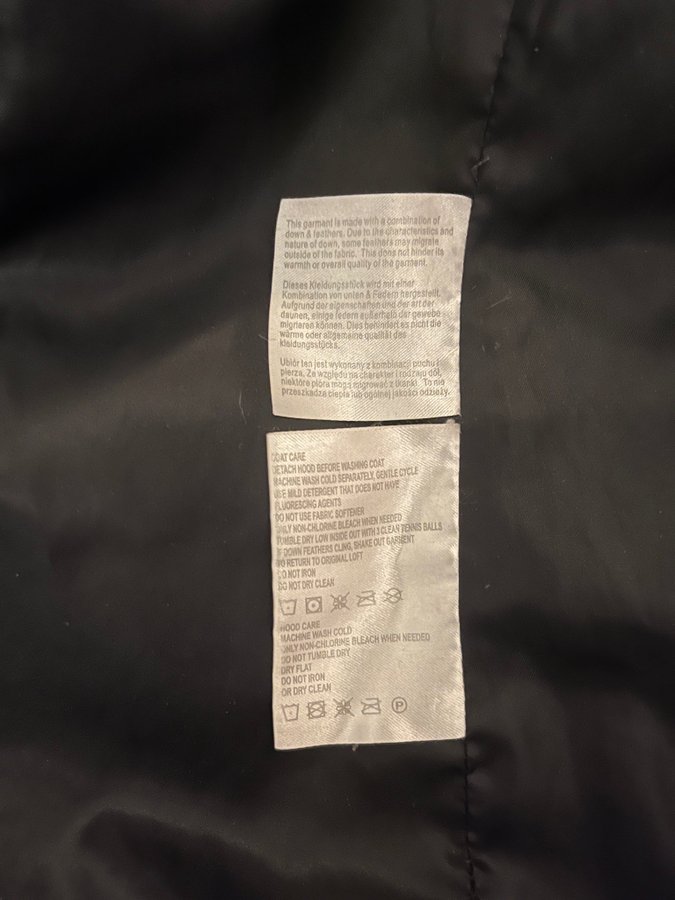 This garment is made with a combination of
down & feathers. Due to the characteristics and
nature of down, some feathers may migrate
outside of the fabric. This does not hinder its
warmth or overall quality of the garment.
Dieses Kleidungsstück wird mit einer
Kombination von unten & Federn hergestellt.
Aufgrund der eigenschaften und der art der
daunen, einige federn außerhalb der gewebe
migrieren können. Dies behindert es nicht die
wärme oder allgemeine qualität des
kleidungsstücks.
Ubiór ten jest wykonany z kombinacji puchu i
pierza. Ze względu na charakter i rodzaju dół,
niektóre pióra mogą migrować z tkanki. To nie
przeszkadza ciepła lub ogólnej jakości odzieży.
COAT CARE
DETACH HOOD BEFORE WASHING COAT
MACHINE WASH COLD SEPARATELY, GENTLE CYCLE
USE MILD DETERGENT THAT DOES NOT HAVE
FLUORESCING AGENTS
DO NOT USE FABRIC SOFTENER
ONLY NON-CHLORINE BLEACH WHEN NEEDED
TUMBLE DRY LOW INSIDE OUT WITH 3 CLEAN TENNIS BALLS
IF DOWN FEATHERS CLING, SHAKE OUT GARMENT
TO RETURN TO ORIGINAL LOFT
DO NOT IRON
DO NOT DRY CLEAN
HOOD CARE
MACHINE WASH COLD
ONLY NON-CHLORINE BLEACH WHEN NEEDED
DO NOT TUMBLE DRY
DRY FLAT
DO NOT IRON
OR DRY CLEAN
P